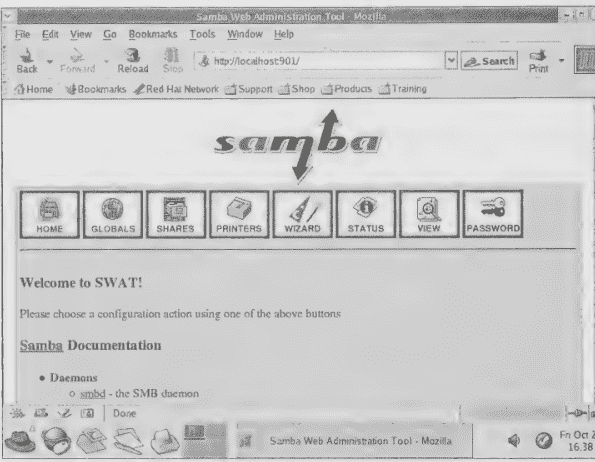 Samba Web Administration Tool - Mozilla
File Edit View Go Bookmarks Tools Window Help
Back Forward Reload Stop http://localhost:901/ Search Print
Home Bookmarks Red Hat Network Support Shop Products Training
samba
HOME GLOBALS SHARES PRINTERS WIZARD STATUS VIEW PASSWORD
Welcome to SWAT!
Please choose a configuration action using one of the above buttons
Samba Documentation
• Daemons
○ smbd - the SMB daemon
Done
Samba Web Administration Tool - Mozilla
Fri Oct 2
16:38